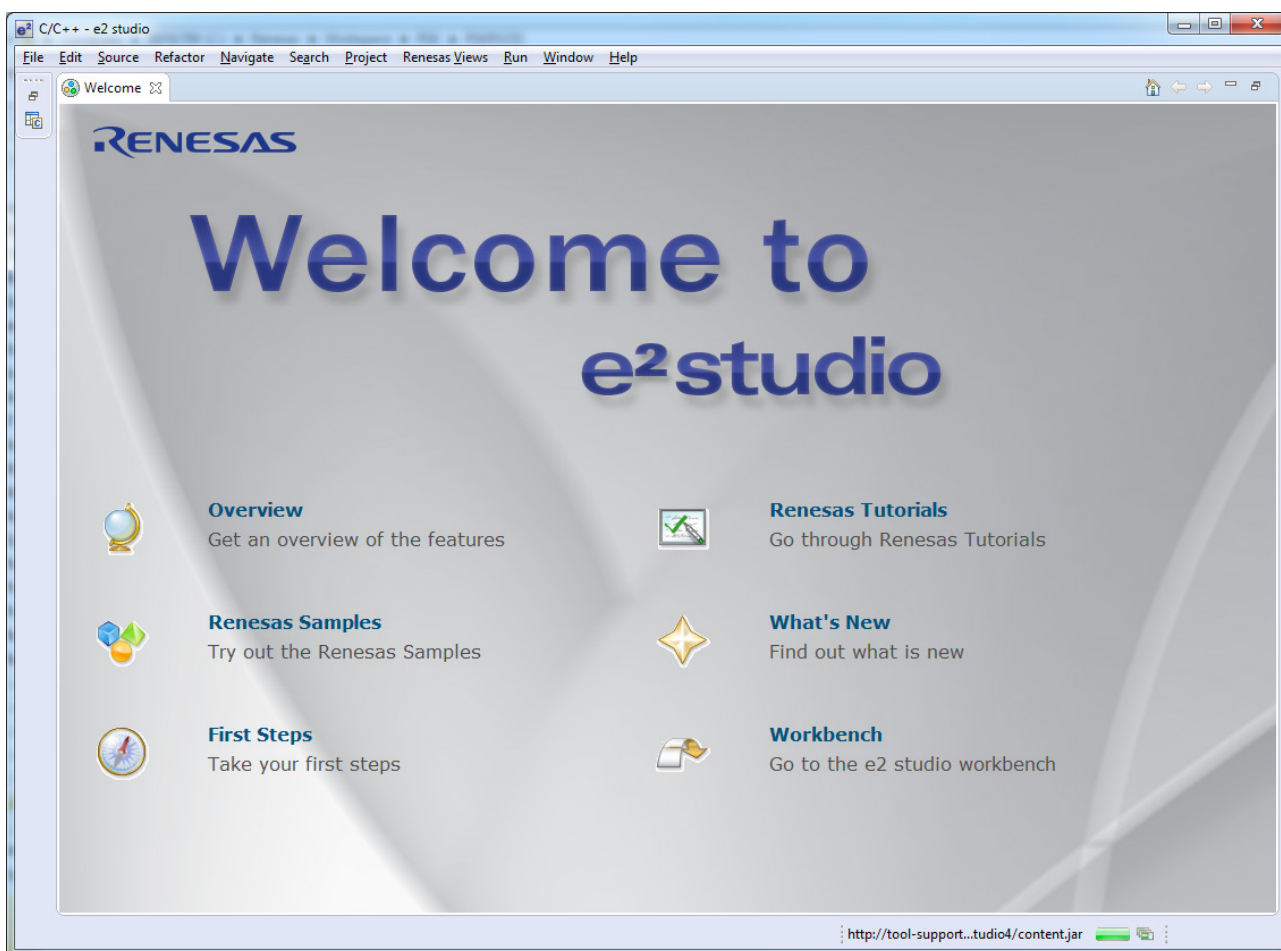 e² C/C++ - e2 studio
File Edit Source Refactor Navigate Search Project Renesas Views Run Window Help
Welcome
RENESAS
Welcome to
e² studio
Overview
Get an overview of the features
Renesas Tutorials
Go through Renesas Tutorials
Renesas Samples
Try out the Renesas Samples
What's New
Find out what is new
First Steps
Take your first steps
Workbench
Go to the e2 studio workbench
http://tool-support...tudio4/content.jar